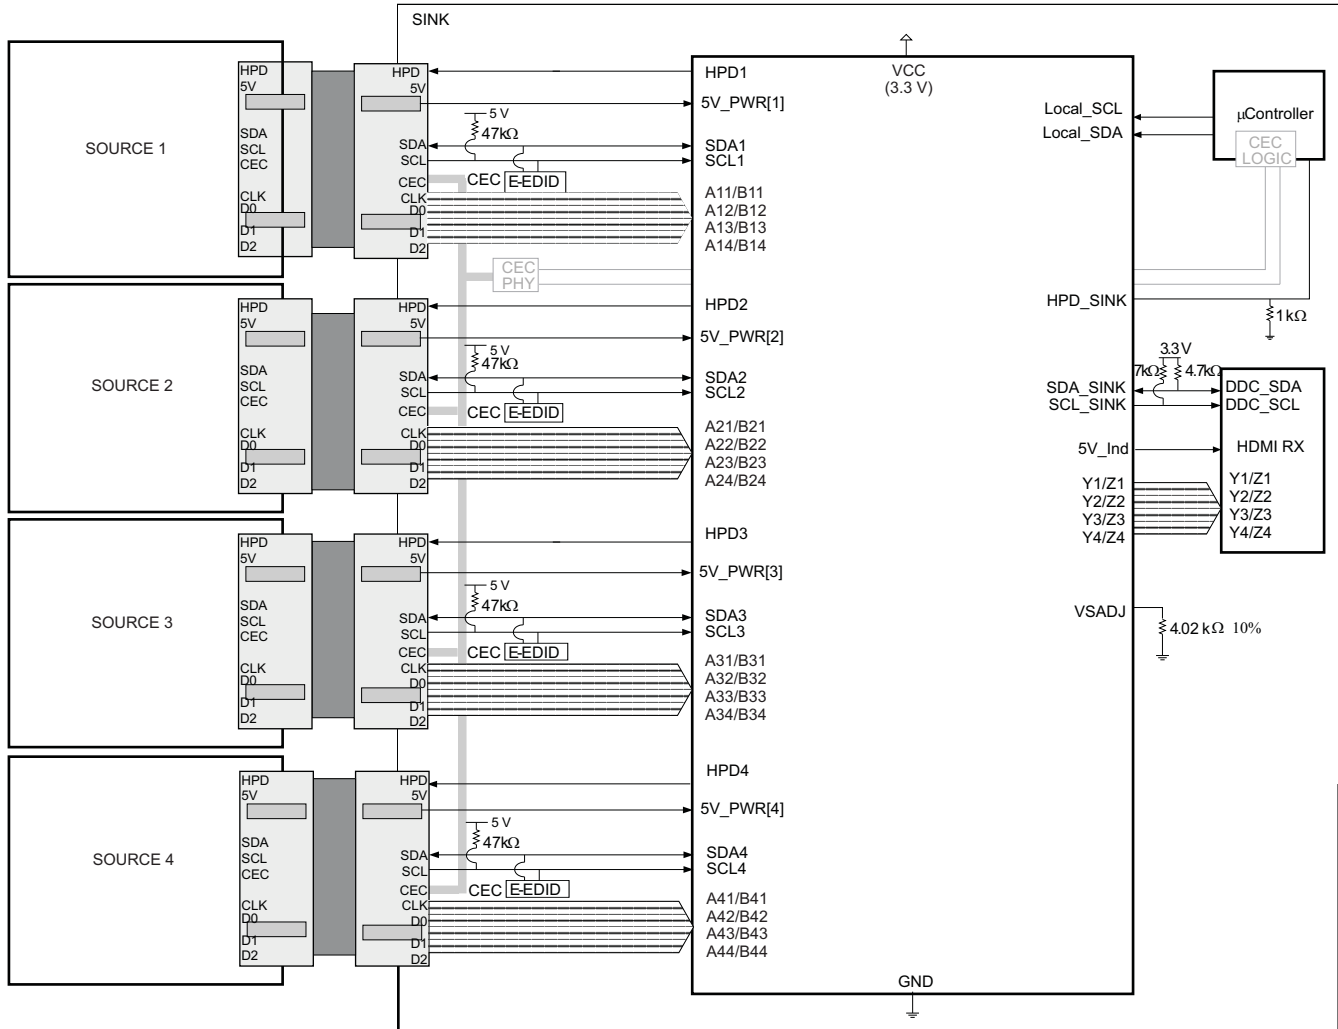 SINK
SOURCE 1
HPD
5V
SDA
SCL
CEC
CLK
D0
D1
D2
HPD
5V
SDA
SCL
CEC
CLK
D0
D1
D2
5 V
47kΩ
CEC
E-EDID
CEC
PHY
HPD1
5V_PWR[1]
SDA1
SCL1
A11/B11
A12/B12
A13/B13
A14/B14
SOURCE 2
HPD
5V
SDA
SCL
CEC
CLK
D0
D1
D2
HPD
5V
SDA
SCL
CEC
CLK
D0
D1
D2
5 V
47kΩ
CEC
E-EDID
HPD2
5V_PWR[2]
SDA2
SCL2
A21/B21
A22/B22
A23/B23
A24/B24
SOURCE 3
HPD
5V
SDA
SCL
CEC
CLK
D0
D1
D2
HPD
5V
SDA
SCL
CEC
CLK
D0
D1
D2
5 V
47kΩ
CEC
E-EDID
HPD3
5V_PWR[3]
SDA3
SCL3
A31/B31
A32/B32
A33/B33
A34/B34
SOURCE 4
HPD
5V
SDA
SCL
CEC
CLK
D0
D1
D2
HPD
5V
SDA
SCL
CEC
CLK
D0
D1
D2
5 V
47kΩ
CEC
E-EDID
HPD4
5V_PWR[4]
SDA4
SCL4
A41/B41
A42/B42
A43/B43
A44/B44
VCC
(3.3 V)
GND
Local_SCL
Local_SDA
HPD_SINK
SDA_SINK
SCL_SINK
5V_Ind
Y1/Z1
Y2/Z2
Y3/Z3
Y4/Z4
VSADJ
µController
CEC
LOGIC
1kΩ
3.3 V
7kΩ
4.7kΩ
DDC_SDA
DDC_SCL
HDMI RX
Y1/Z1
Y2/Z2
Y3/Z3
Y4/Z4
4.02 kΩ 10%